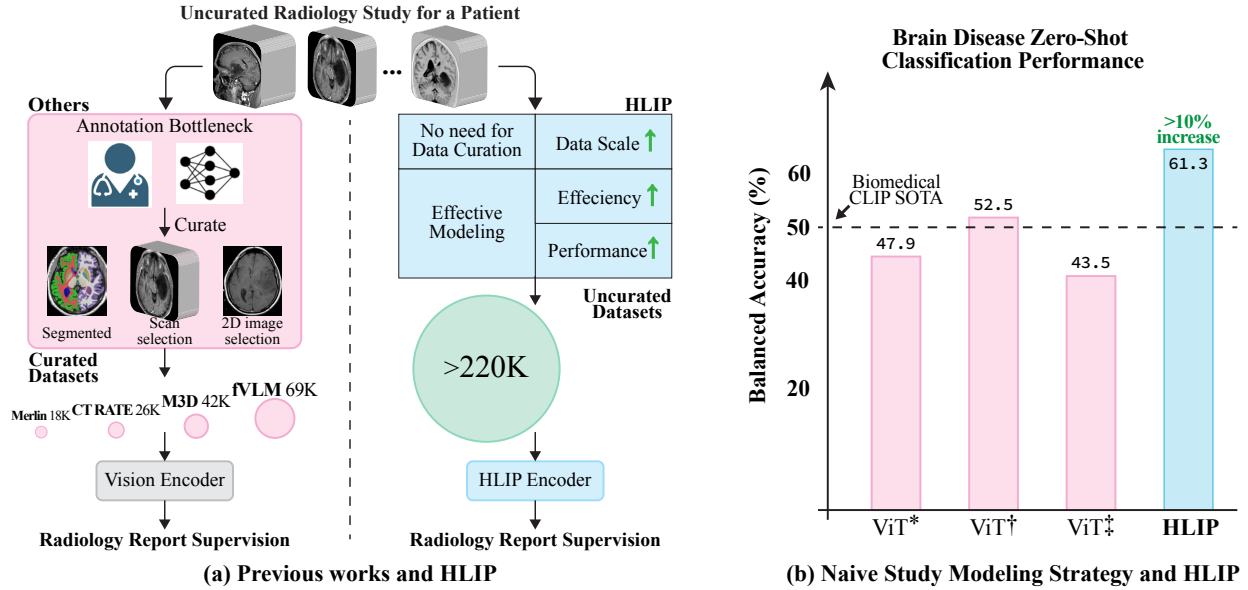 Uncurated Radiology Study for a Patient
...
Others
Annotation Bottleneck
Curate
Segmented
Scan
selection
2D image
selection
Curated
Datasets
Merlin 18K
CT RATE 26K
M3D 42K
fVLM 69K
Vision Encoder
Radiology Report Supervision
HLIP
No need for
Data Curation
Data Scale ↑
Effective
Modeling
Effeciency ↑
Performance ↑
Uncurated
Datasets
>220K
HLIP Encoder
Radiology Report Supervision
(a) Previous works and HLIP
Brain Disease Zero-Shot
Classification Performance
Balanced Accuracy (%)
60
50
40
20
Biomedical
CLIP SOTA
47.9
52.5
43.5
>10%
increase
61.3
ViT*
ViT†
ViT‡
HLIP
(b) Naive Study Modeling Strategy and HLIP